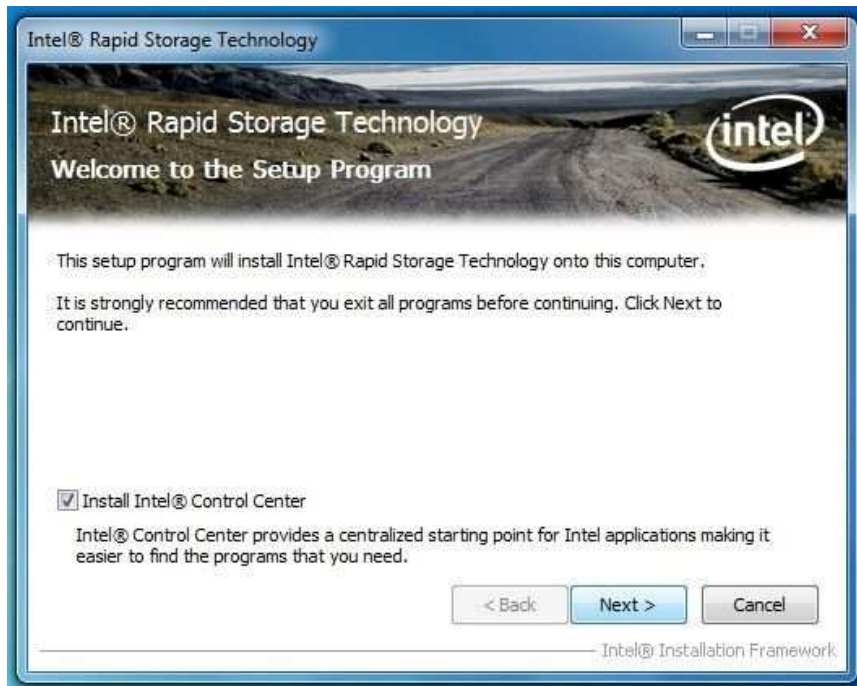 Intel® Rapid Storage Technology
Intel® Rapid Storage Technology
intel
Welcome to the Setup Program
This setup program will install Intel® Rapid Storage Technology onto this computer.
It is strongly recommended that you exit all programs before continuing. Click Next to
continue.
Install Intel® Control Center
Intel® Control Center provides a centralized starting point for Intel applications making it
easier to find the programs that you need.
< Back Next > Cancel
Intel® Installation Framework